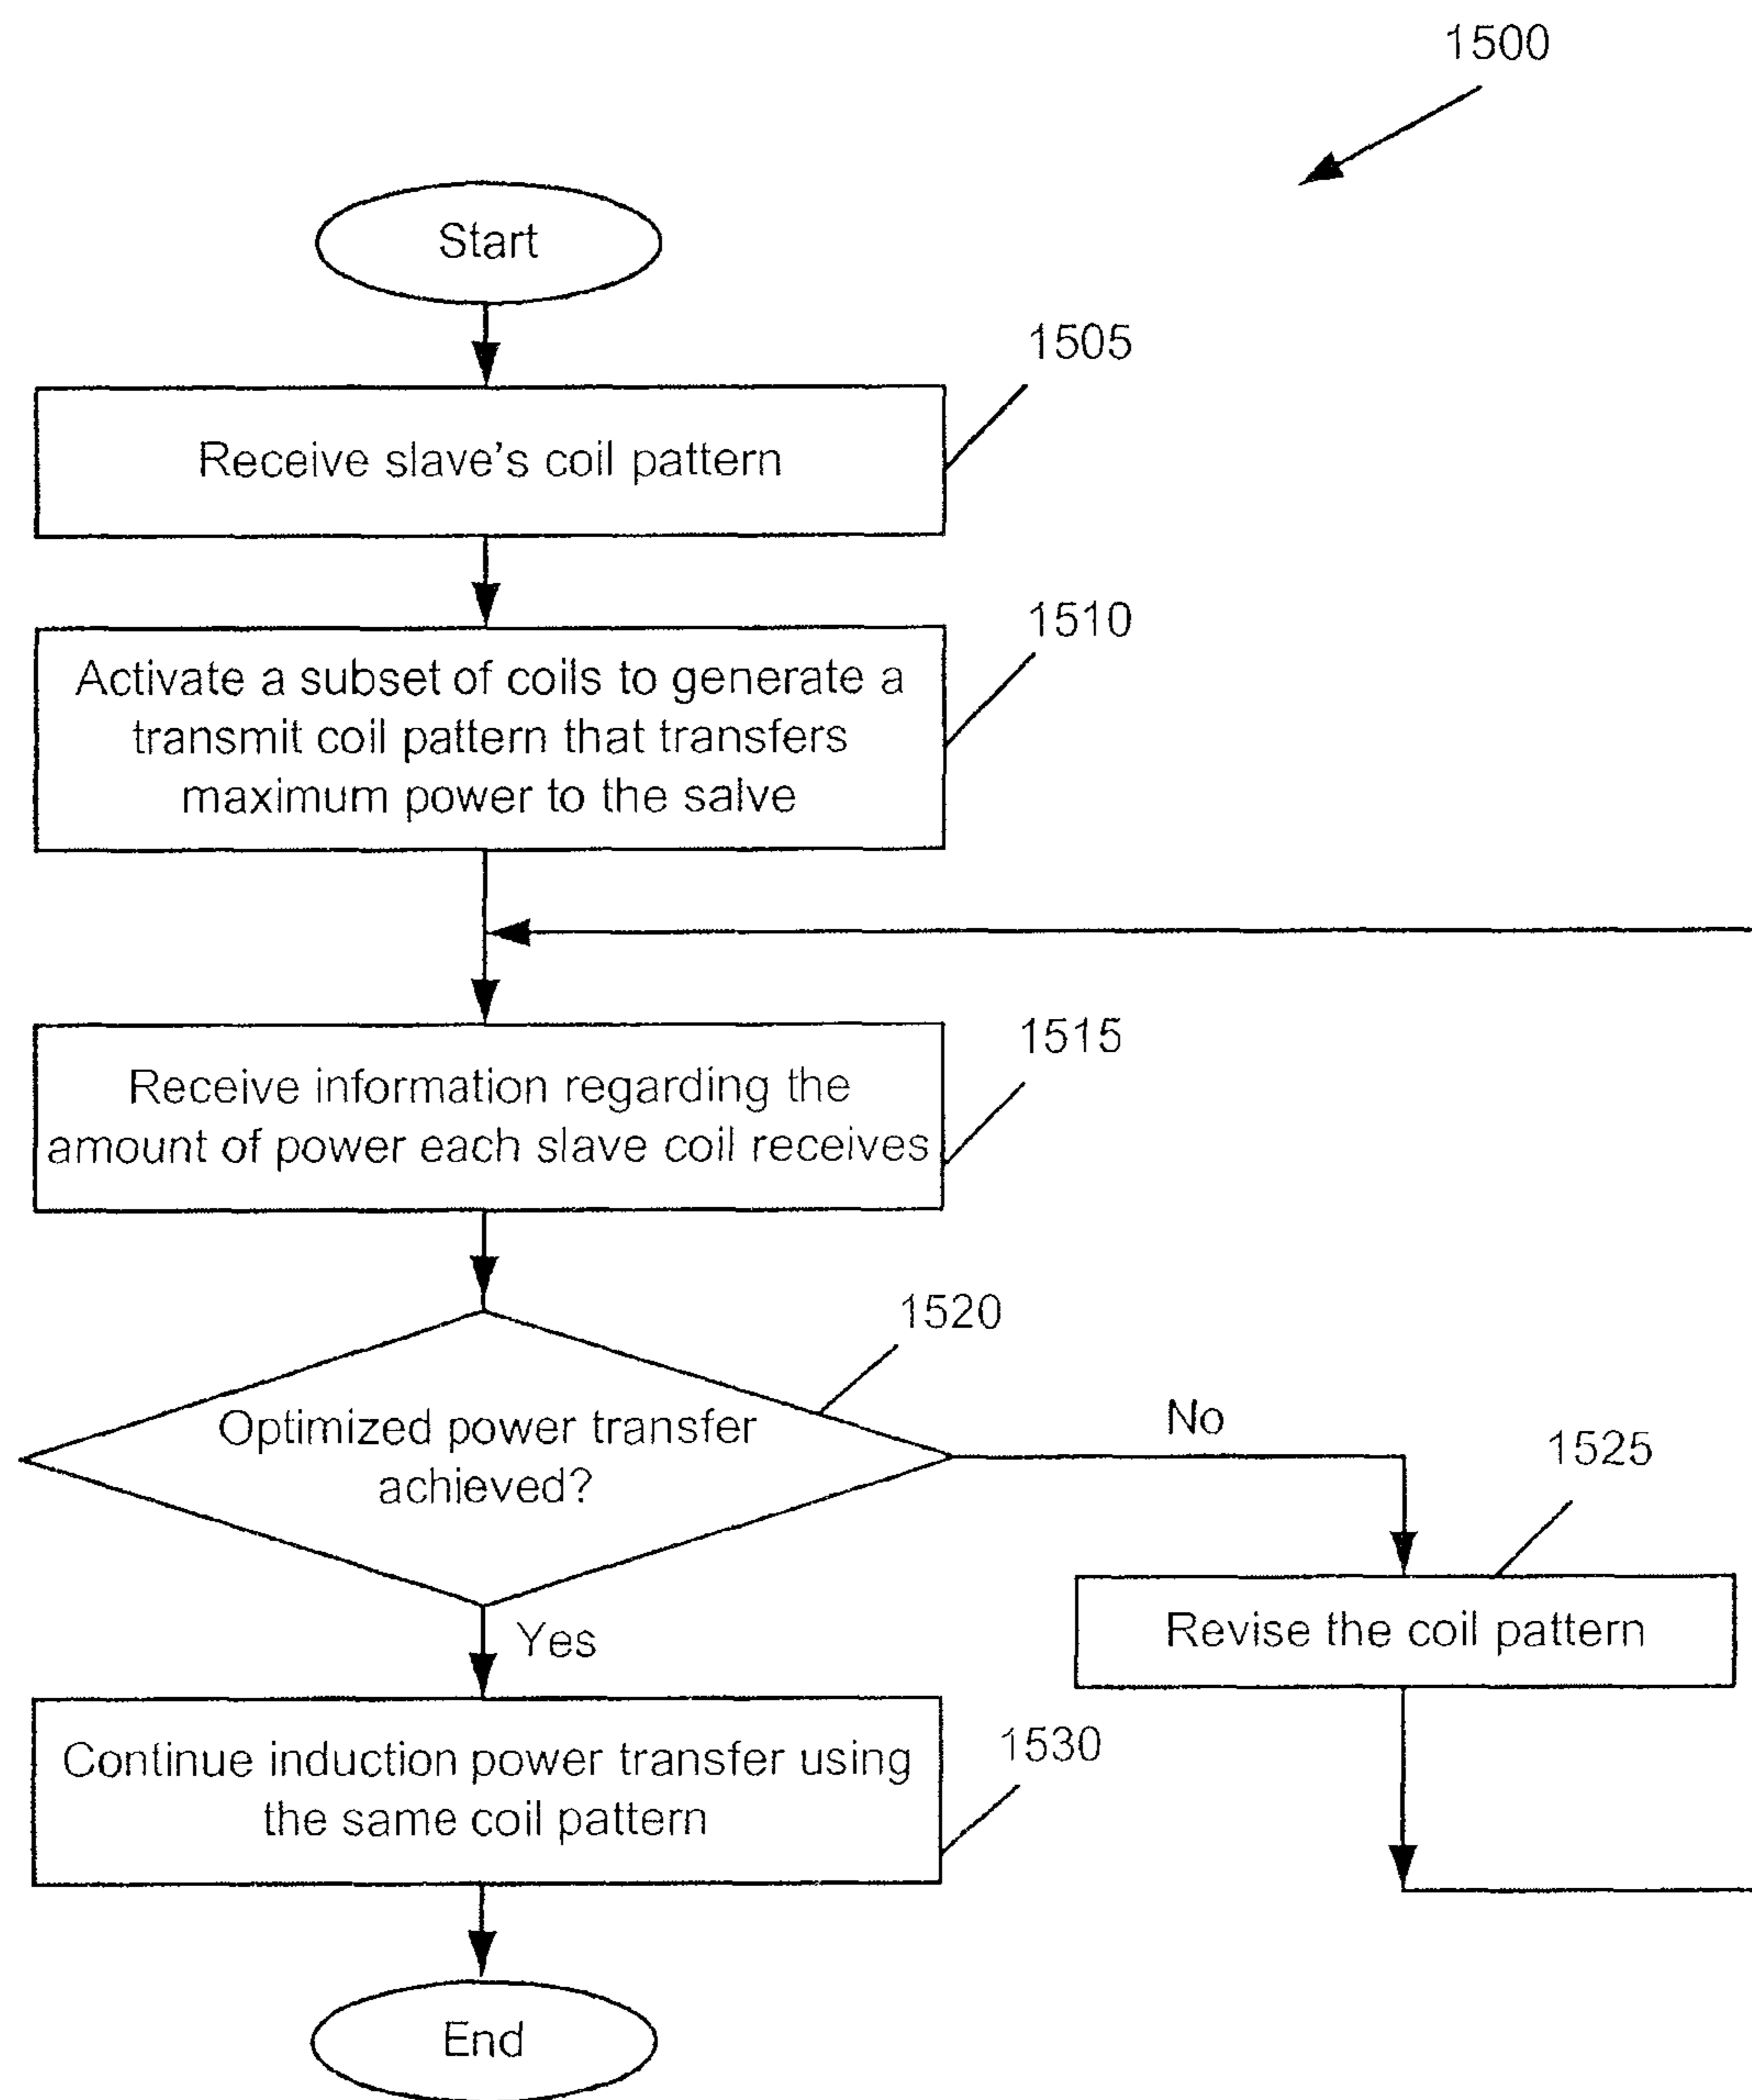 1500
Start
1505
Receive slave's coil pattern
1510
Activate a subset of coils to generate a
transmit coil pattern that transfers
maximum power to the salve
1515
Receive information regarding the
amount of power each slave coil receives
1520
Optimized power transfer
achieved?
No
1525
Revise the coil pattern
Yes
1530
Continue induction power transfer using
the same coil pattern
End